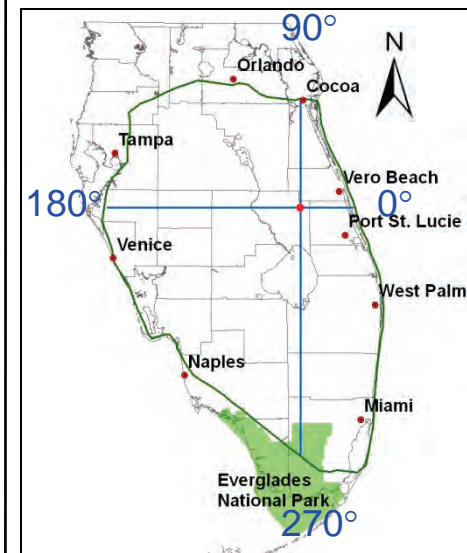 90°
N
Orlando
Cocoa
Tampa
Vero Beach
180°
0°
Port St. Lucie
Venice
West Palm
Naples
Miami
Everglades
National Park
270°